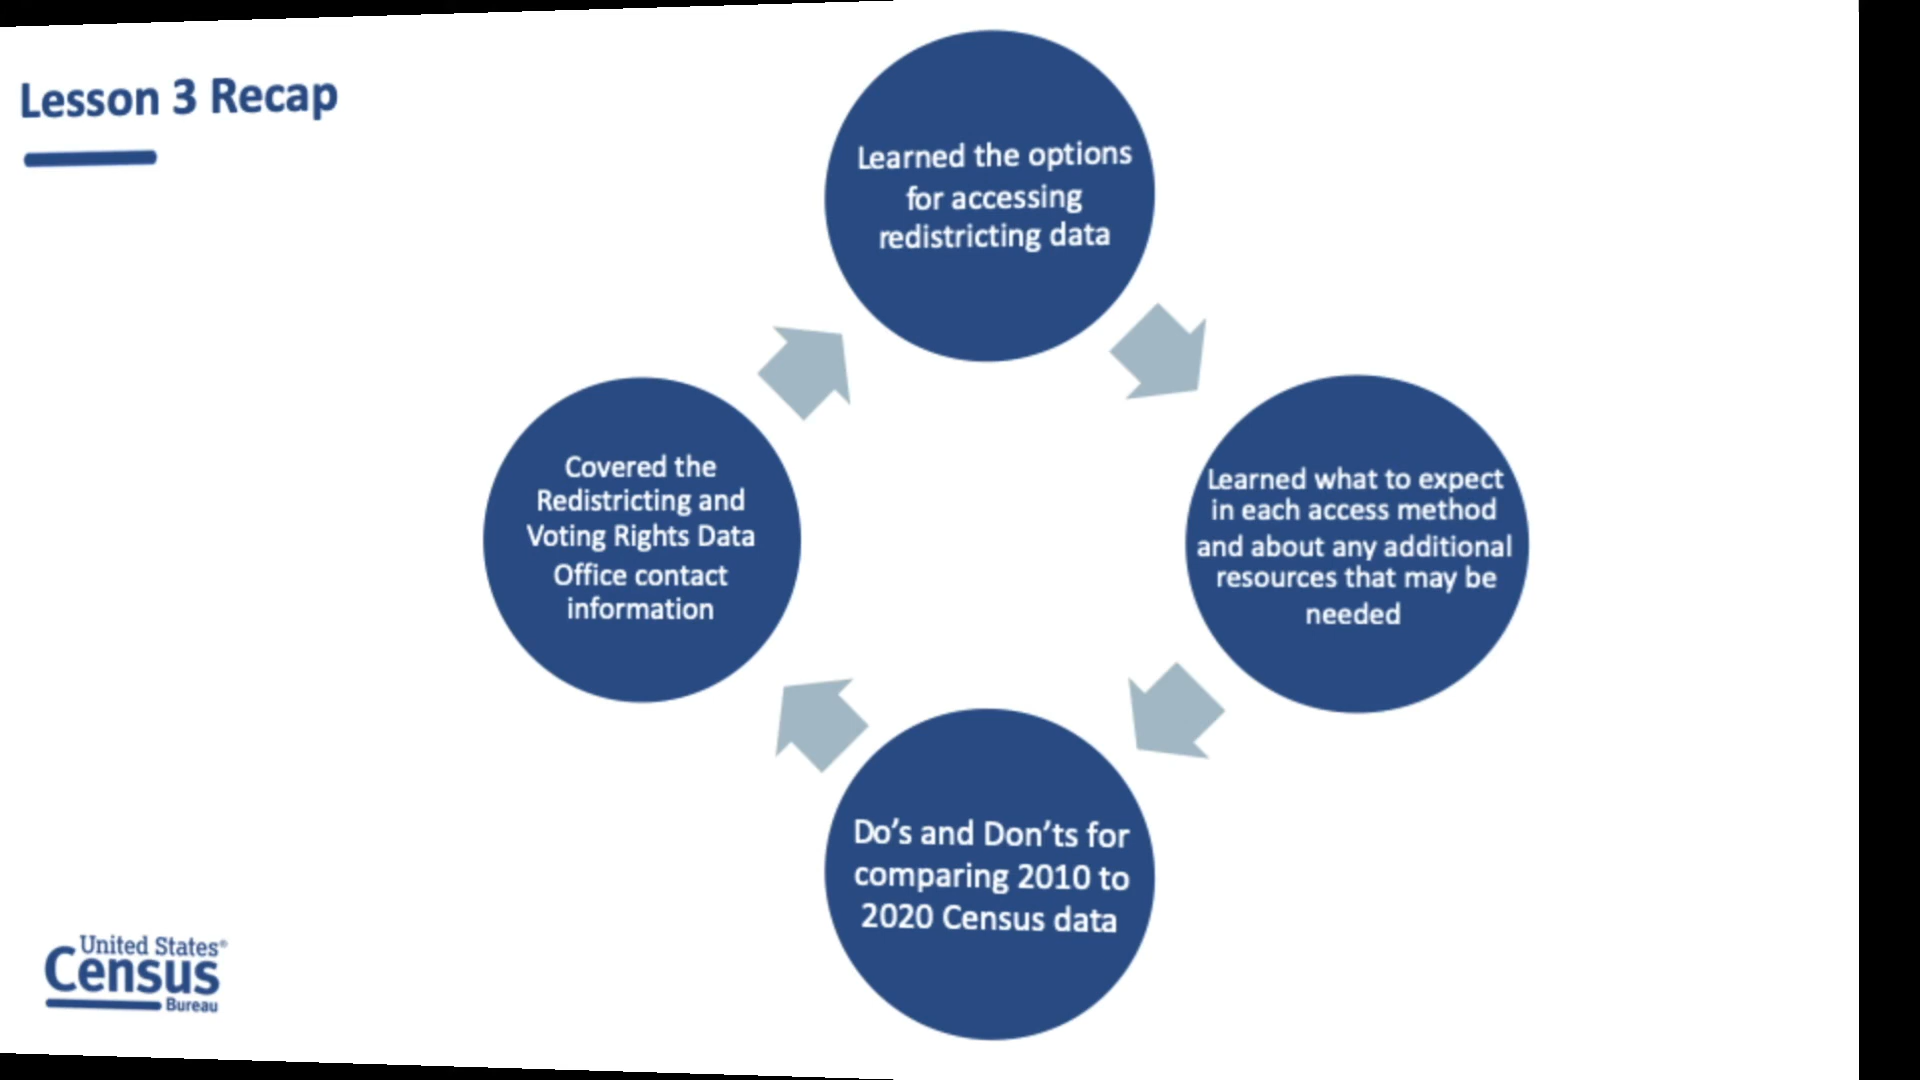 Lesson 3 Recap
Learned the options
for accessing
redistricting data
Learned what to expect
in each access method
and about any additional
resources that may be
needed
Do's and Don'ts for
comparing 2010 to
2020 Census data
Covered the
Redistricting and
Voting Rights Data
Office contact
information
United States®
Census
Bureau